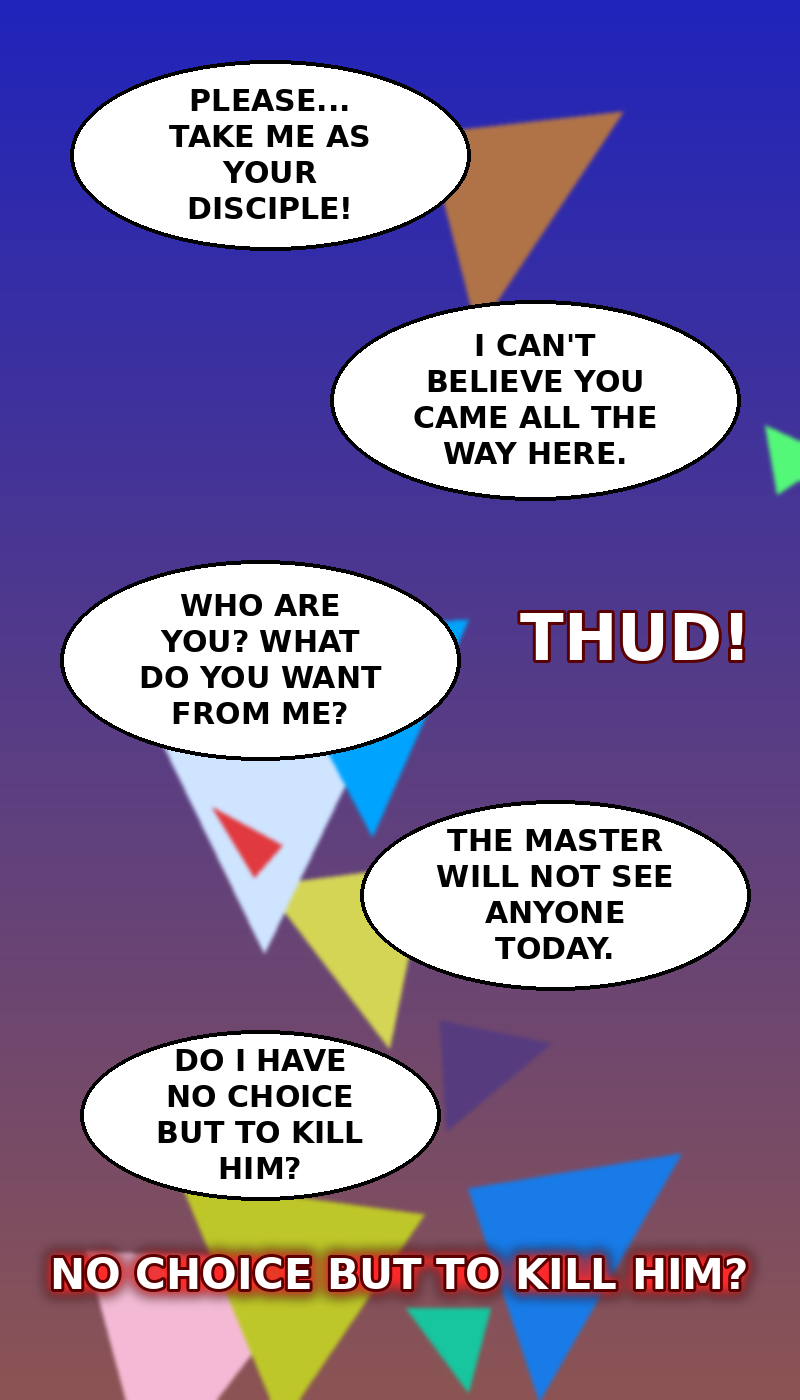 PLEASE...
TAKE ME AS
YOUR
DISCIPLE!
I CAN'T
BELIEVE YOU
CAME ALL THE
WAY HERE.
WHO ARE
YOU? WHAT
DO YOU WANT
FROM ME?
THUD!
THE MASTER
WILL NOT SEE
ANYONE
TODAY.
DO I HAVE
NO CHOICE
BUT TO KILL
HIM?
NO CHOICE BUT TO KILL HIM?